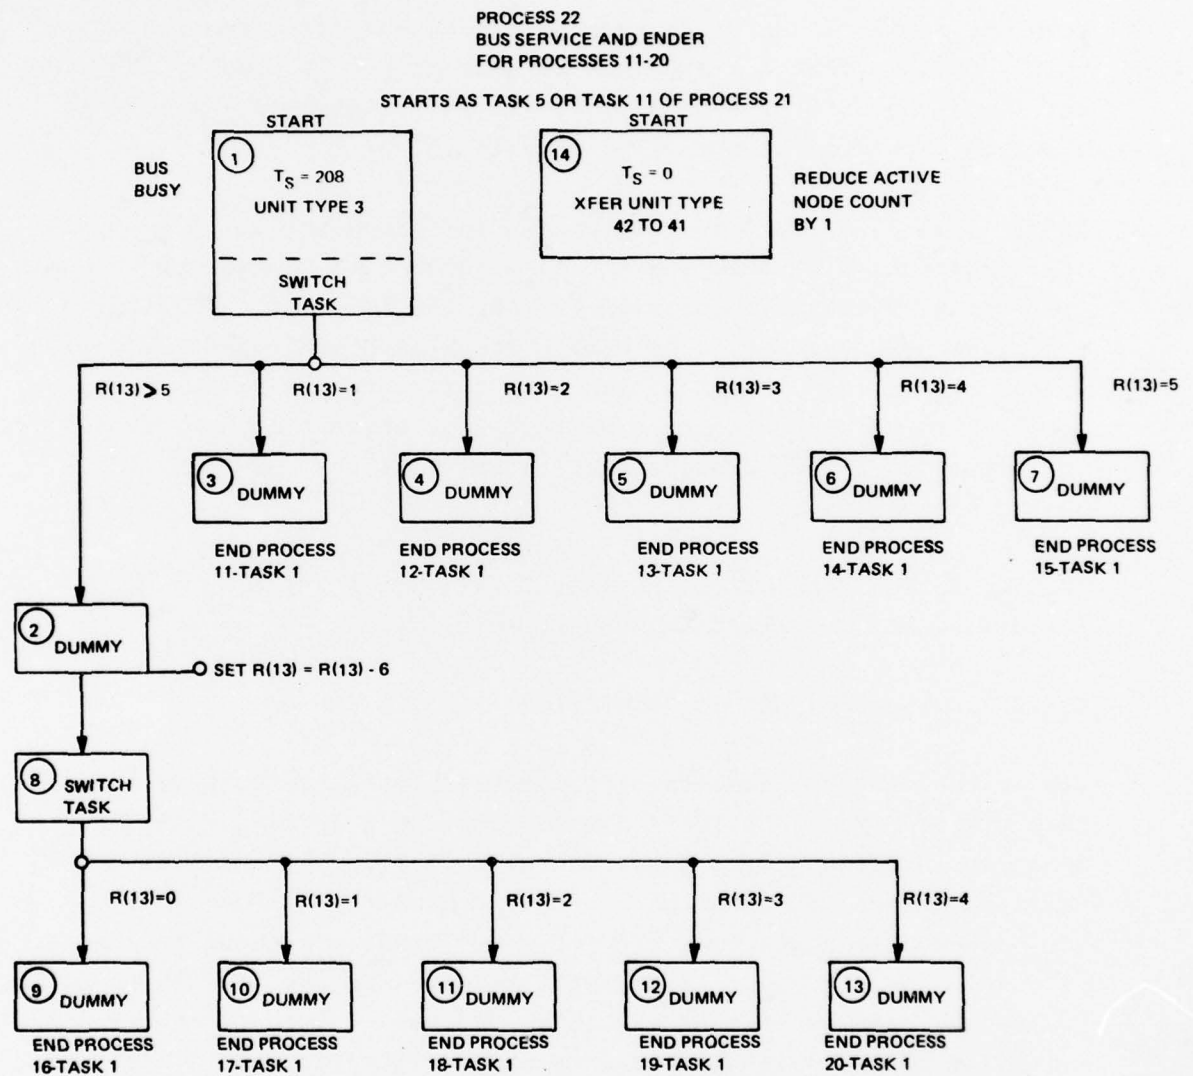 PROCESS 22
BUS SERVICE AND ENDER
FOR PROCESSES 11-20
STARTS AS TASK 5 OR TASK 11 OF PROCESS 21
START
START
BUS
BUSY
1
T_S = 208
UNIT TYPE 3
SWITCH
TASK
14
T_S = 0
XFER UNIT TYPE
42 TO 41
REDUCE ACTIVE
NODE COUNT
BY 1
R(13) > 5
R(13)=1
R(13)=2
R(13)=3
R(13)=4
R(13)=5
3
DUMMY
4
DUMMY
5
DUMMY
6
DUMMY
7
DUMMY
END PROCESS
11-TASK 1
END PROCESS
12-TASK 1
END PROCESS
13-TASK 1
END PROCESS
14-TASK 1
END PROCESS
15-TASK 1
2
DUMMY
SET R(13) = R(13) - 6
8
SWITCH
TASK
R(13)=0
R(13)=1
R(13)=2
R(13)=3
R(13)=4
9
DUMMY
10
DUMMY
11
DUMMY
12
DUMMY
13
DUMMY
END PROCESS
16-TASK 1
END PROCESS
17-TASK 1
END PROCESS
18-TASK 1
END PROCESS
19-TASK 1
END PROCESS
20-TASK 1